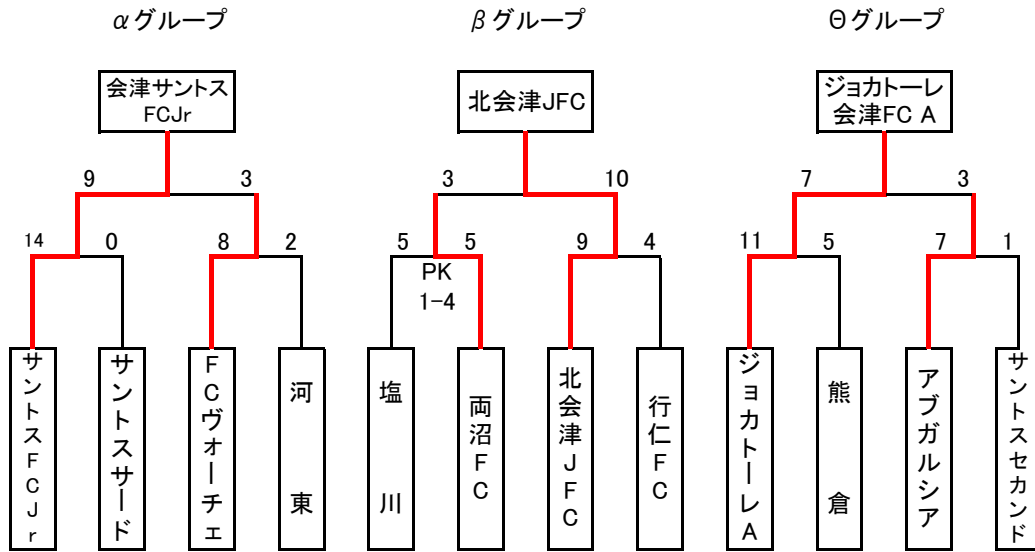 αグループ
βグループ
Θグループ
会津サントス
FCJr
北会津JFC
ジョカトーレ
会津FC A
9
3
3
10
7
3
14
0
8
2
5
5
9
4
11
5
7
1
PK
1-4
サントスFCJr
サントスサード
FCヴォーチェ
河東
塩川
両沼FC
北会津JFC
行仁FC
ジョカトーレA
熊倉
アブガルシア
サントスセカンド